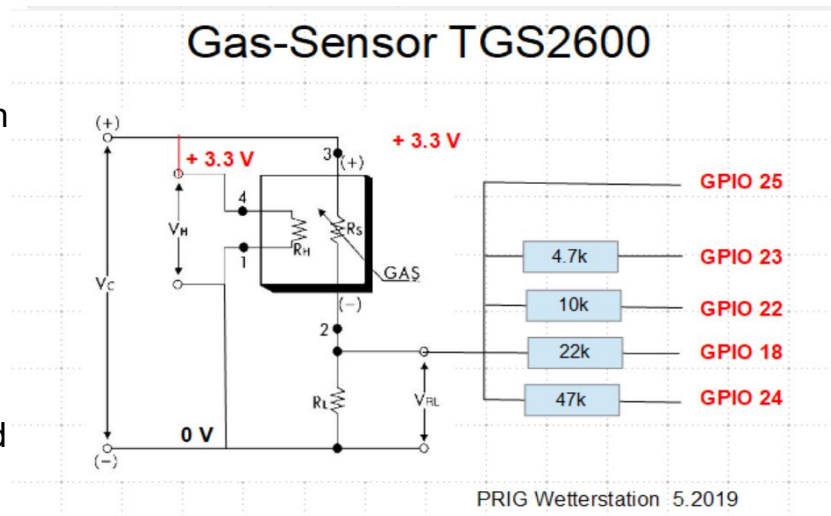 Gas-Sensor TGS2600
n
(+)
+ 3.3 V
+ 3.3 V
3
(+)
GPIO 25
4
VH
RH
RS
4.7k
GPIO 23
1
GAS
VC
(-)
10k
GPIO 22
2
22k
GPIO 18
RL
VRL
47k
GPIO 24
d
0 V
(-)
PRIG Wetterstation 5.2019